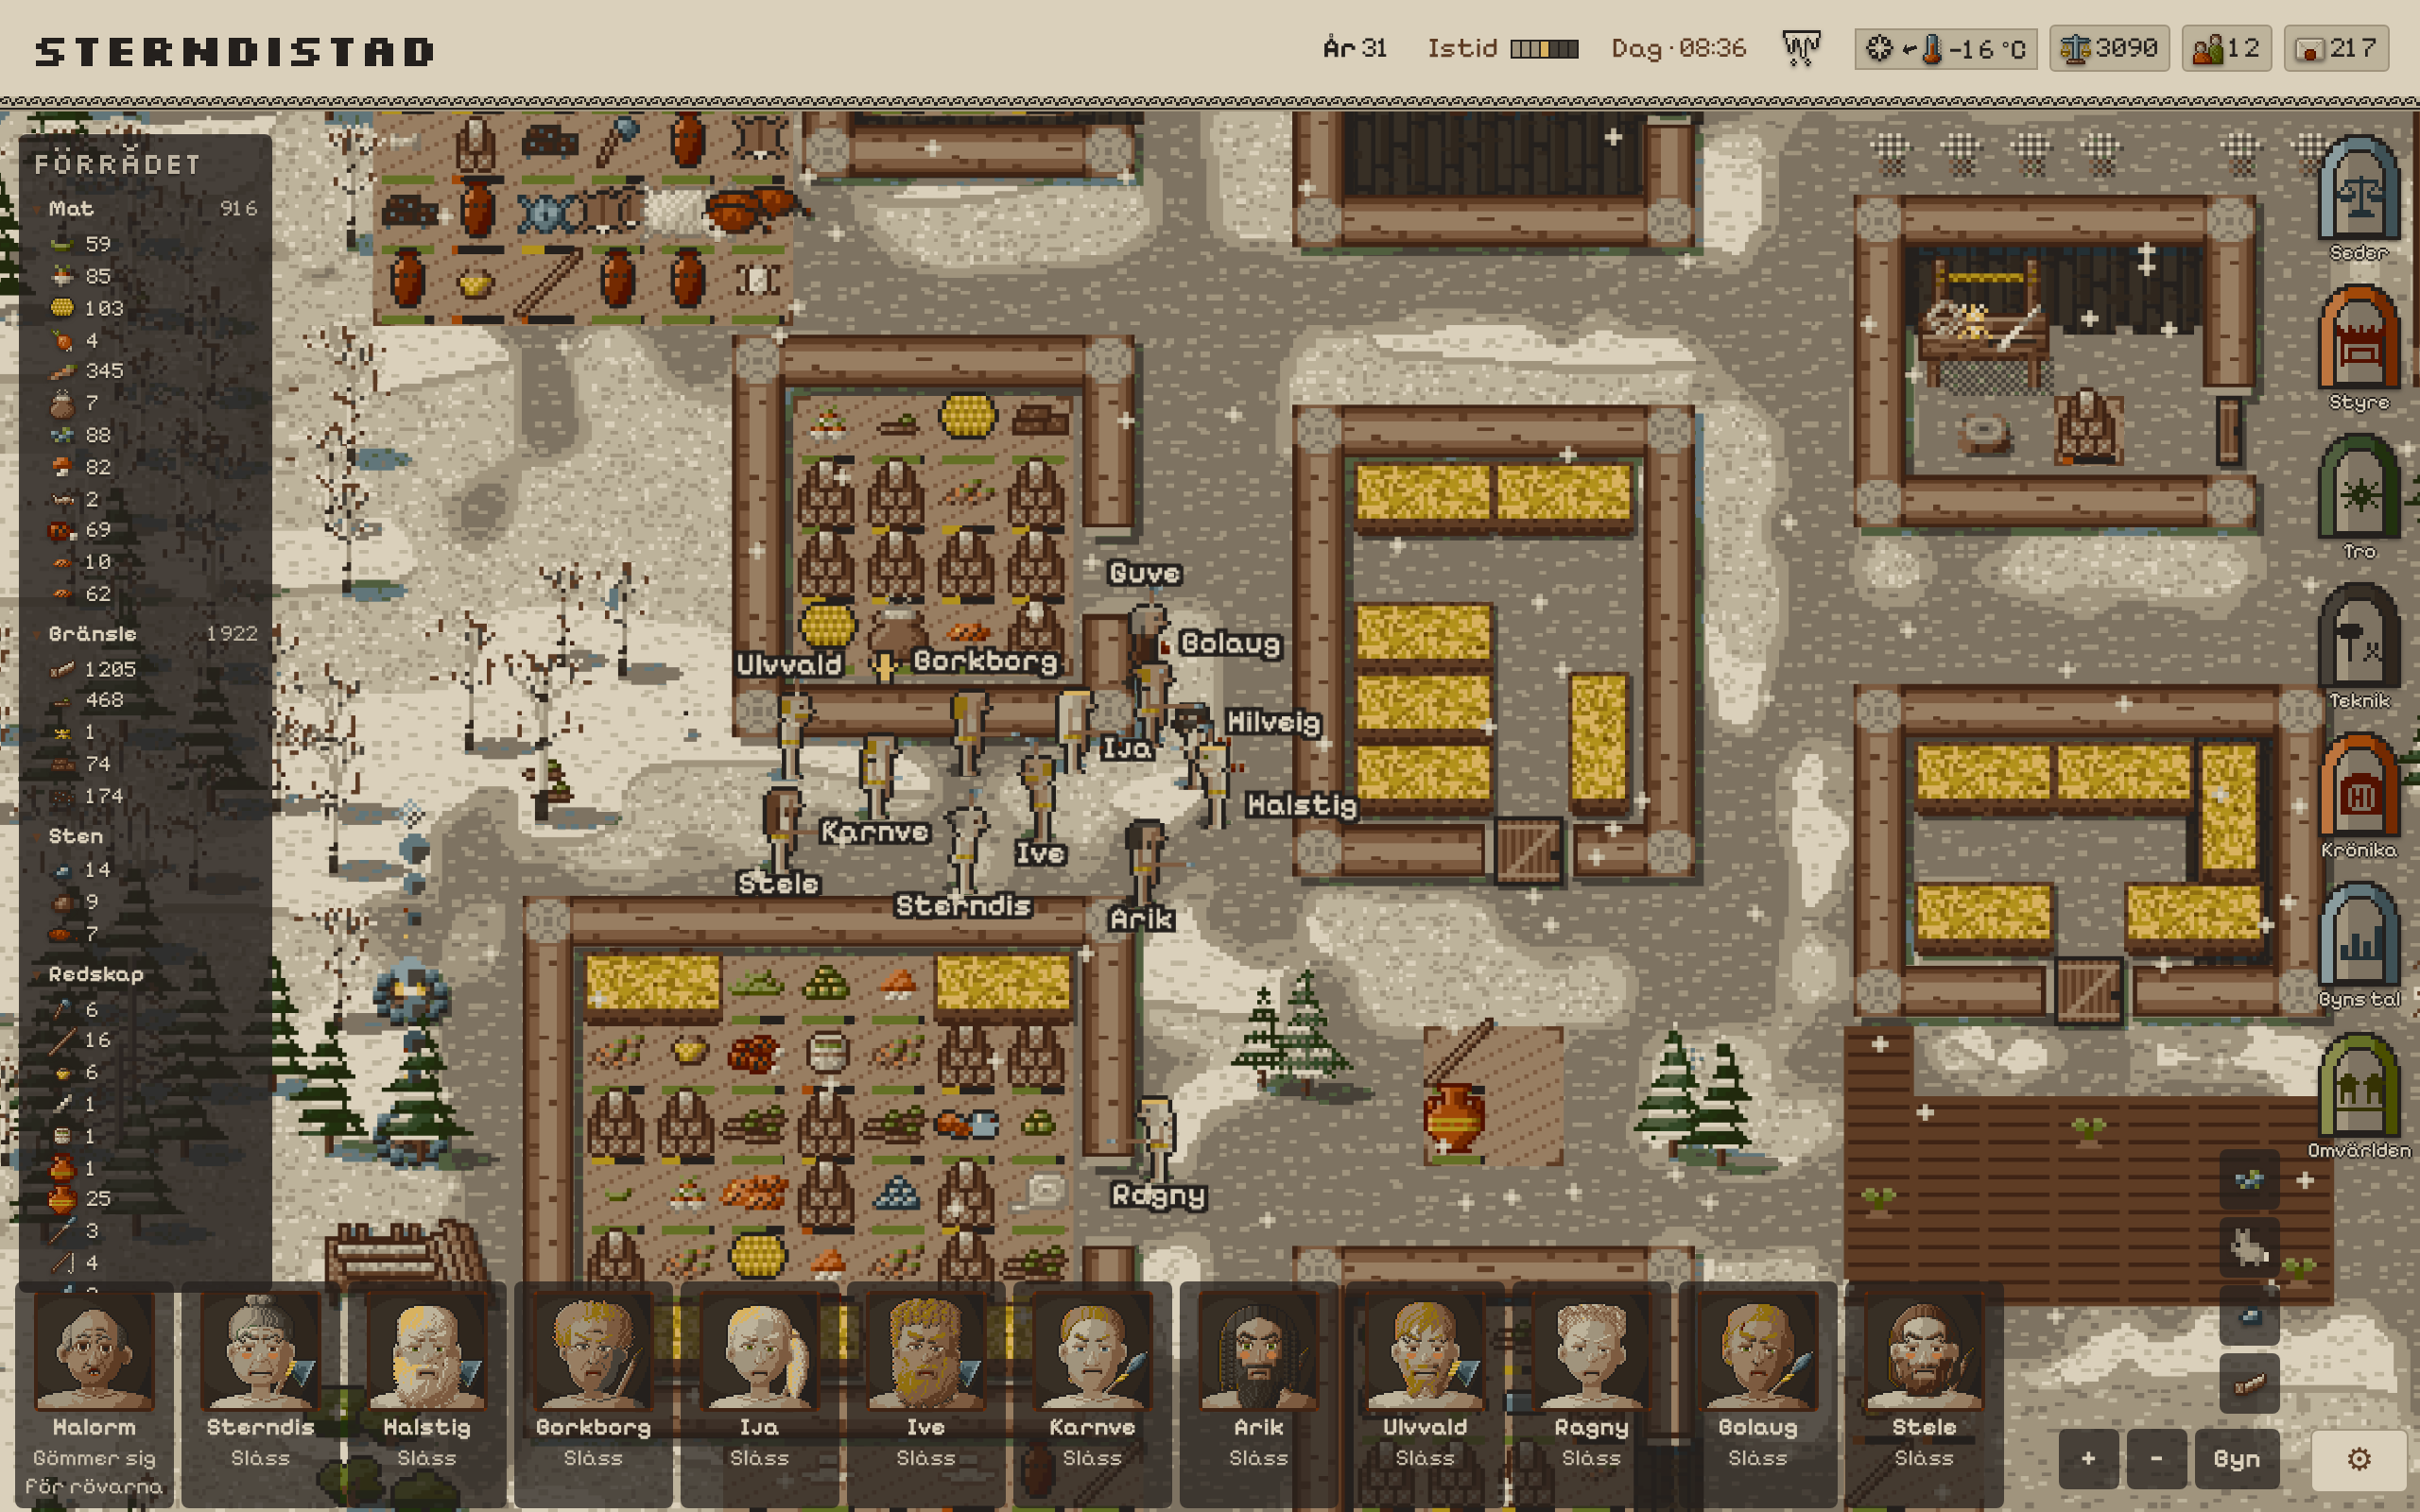 STERNDISTAD
År 31
Istid
Dag · 08:36
-16 °C
3090
12
217
FÖRRÅDET
Mat 916
59
85
103
4
345
7
88
82
2
69
10
62
Bränsle 1922
1205
468
1
74
174
Sten
14
9
7
Redskap
6
16
6
1
1
1
25
3
4
Guve
Bolaug
Ulvvald
Borkborg
Hilveig
Ija
Halstig
Karnve
Ive
Stele
Sterndis
Arik
Ragny
Seder
Styre
Tro
Teknik
Krönika
Byns tal
Omvärlden
Halorm
Gömmer sig
för rövarna
Sterndis
Slåss
Halstig
Slåss
Borkborg
Slåss
Ija
Slåss
Ive
Slåss
Karnve
Slåss
Arik
Slåss
Ulvvald
Slåss
Ragny
Slåss
Bolaug
Slåss
Stele
Slåss
+
-
Byn